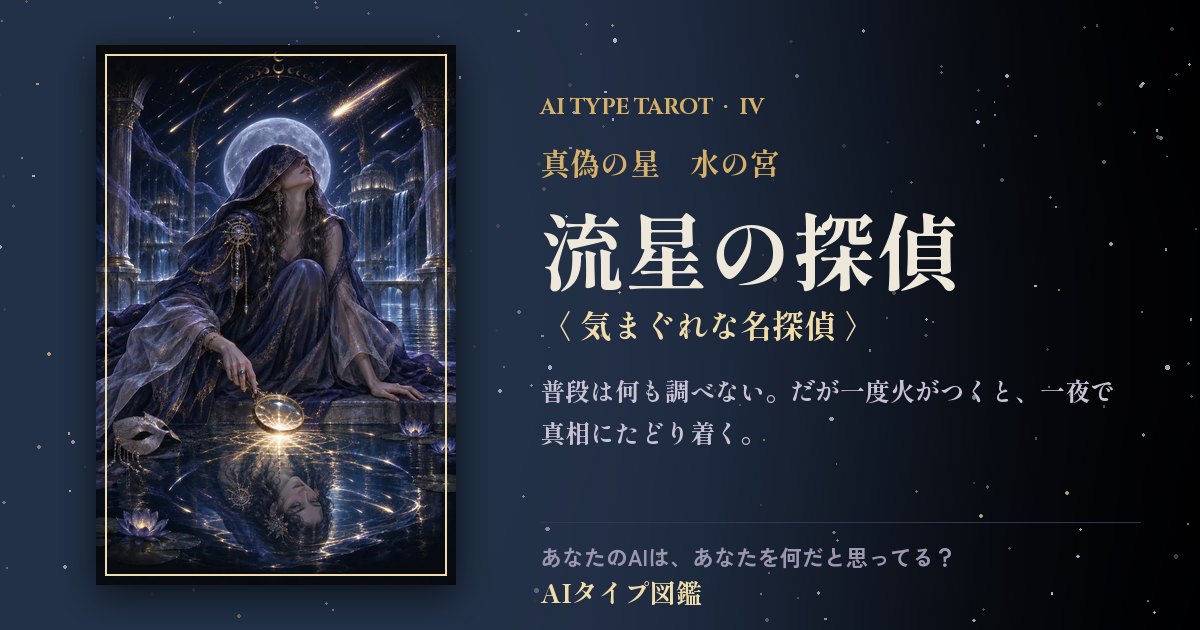 AI TYPE TAROT · IV
真偽の星　水の宮
流星の探偵
〈 気まぐれな名探偵 〉
普段は何も調べない。だが一度火がつくと、一夜で
真相にたどり着く。
あなたのAIは、あなたを何だと思ってる？
AIタイプ図鑑